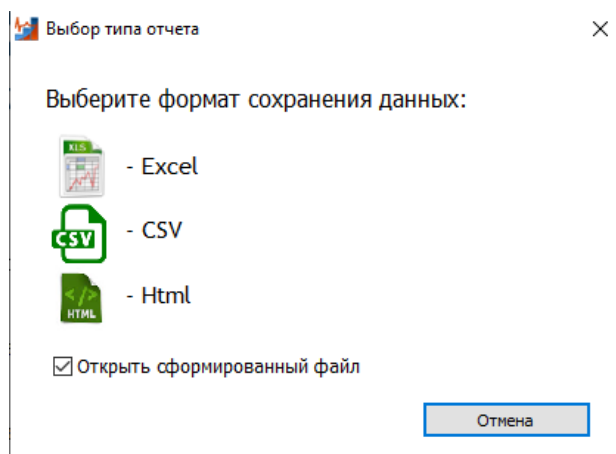 Выбор типа отчета
Выберите формат сохранения данных:
XLS
- Excel
CSV
- CSV
</>
HTML
- Html
Открыть сформированный файл
Отмена